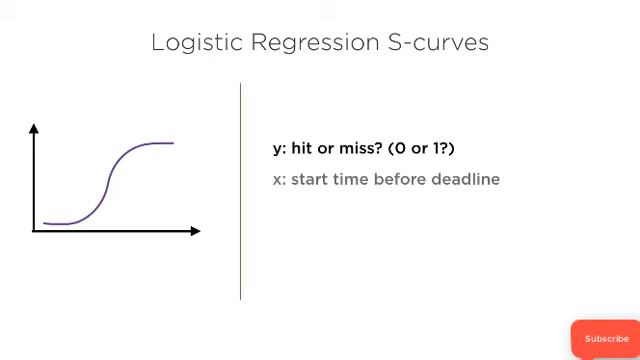 Logistic Regression S-curves
y: hit or miss? (0 or 1?)
x: start time before deadline
Subscribe